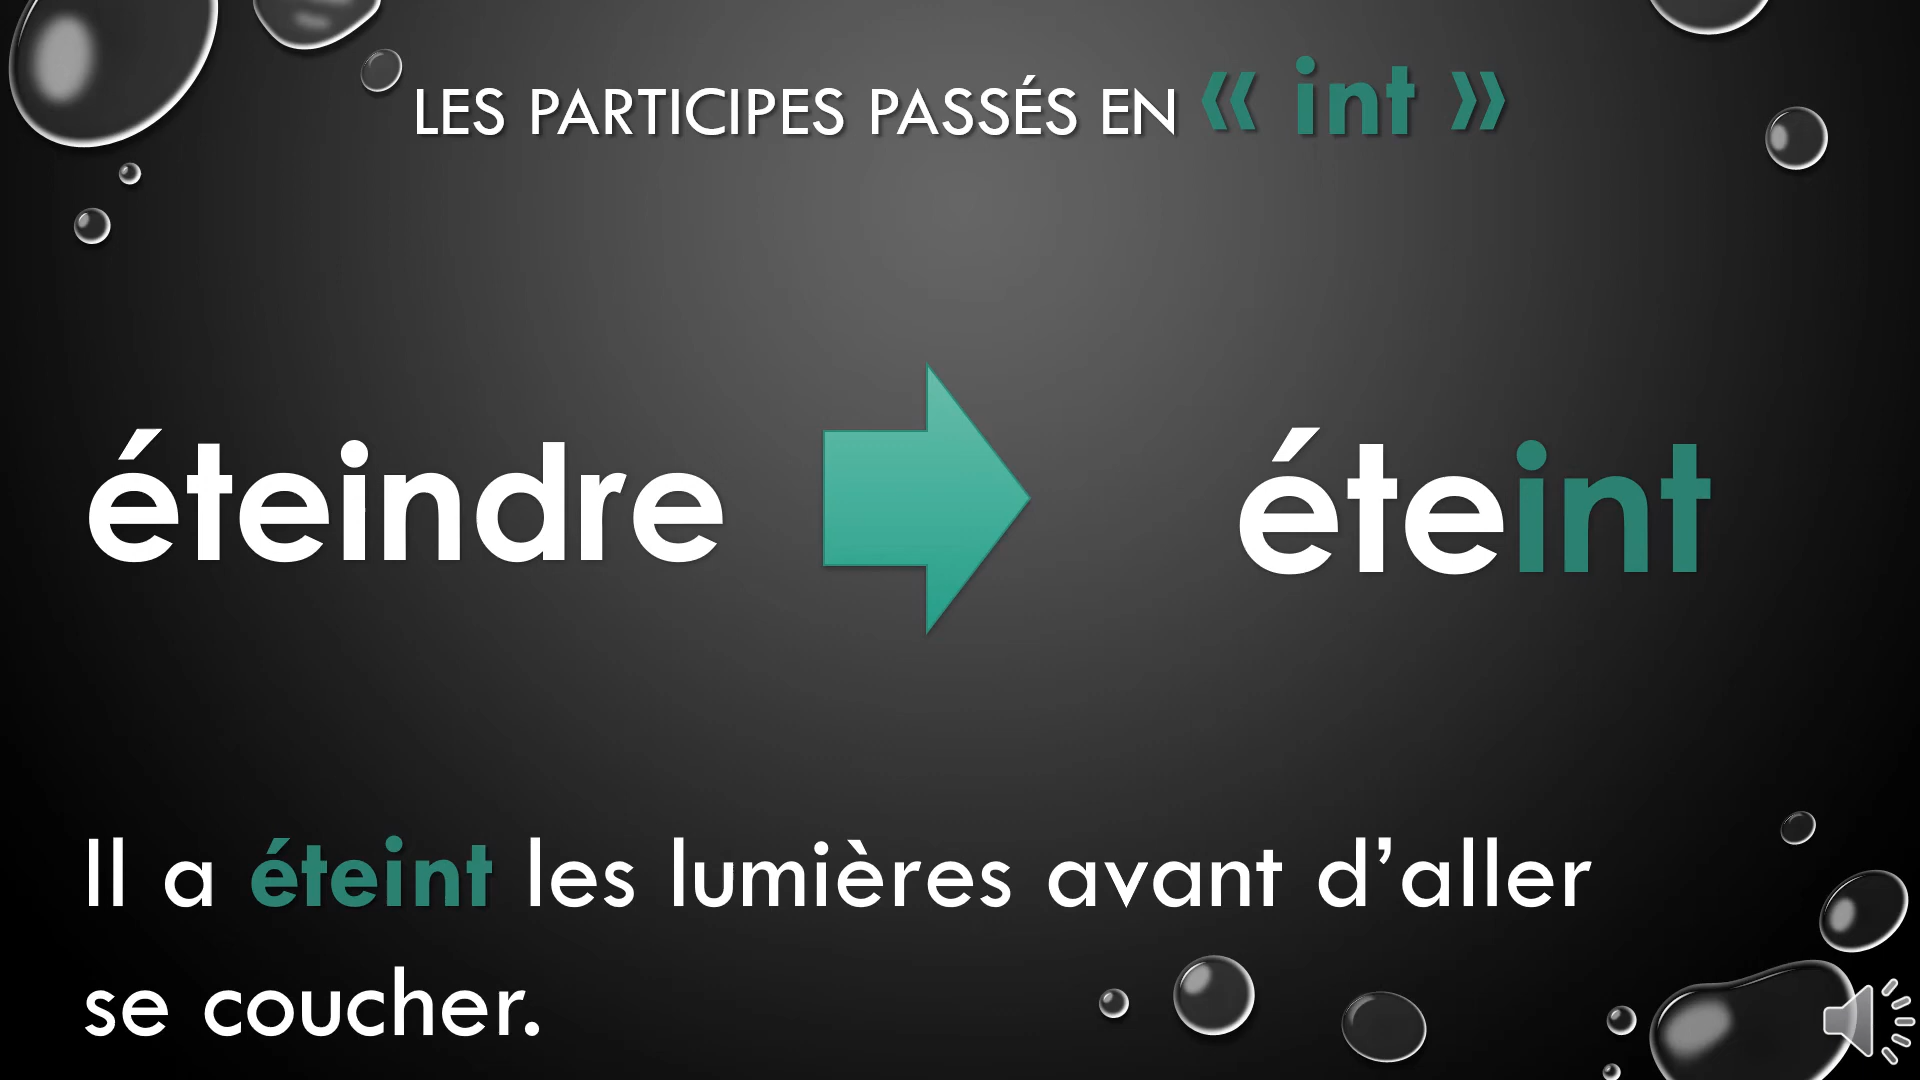 LES PARTICIPES PASSÉS EN « int »
éteindre
éteint
Il a éteint les lumières avant d’aller
se coucher.